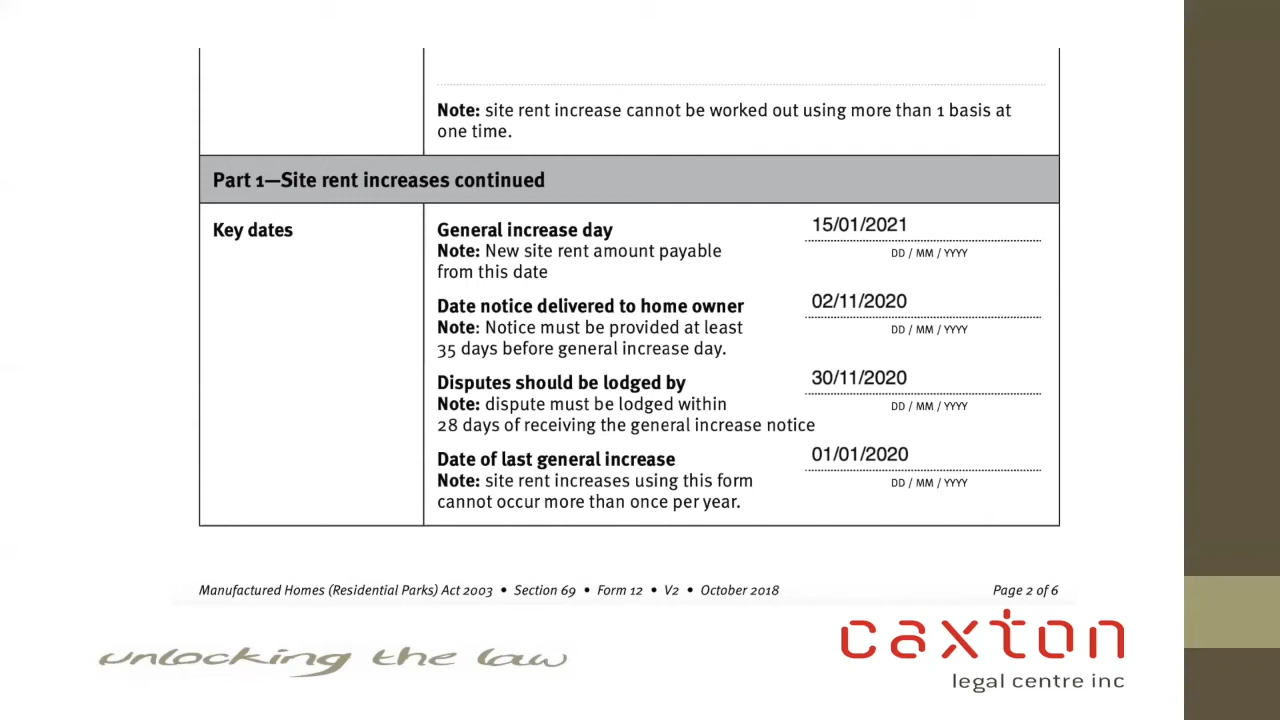 Note: site rent increase cannot be worked out using more than 1 basis at
one time.
Part 1—Site rent increases continued
Key dates
General increase day
15/01/2021
Note: New site rent amount payable
DD / MM / YYYY
from this date
Date notice delivered to home owner
02/11/2020
Note: Notice must be provided at least
DD / MM / YYYY
35 days before general increase day.
Disputes should be lodged by
30/11/2020
Note: dispute must be lodged within
DD / MM / YYYY
28 days of receiving the general increase notice
Date of last general increase
01/01/2020
Note: site rent increases using this form
DD / MM / YYYY
cannot occur more than once per year.
Manufactured Homes (Residential Parks) Act 2003 • Section 69 • Form 12 • V2 • October 2018
Page 2 of 6
unlocking the law
caxton
legal centre inc